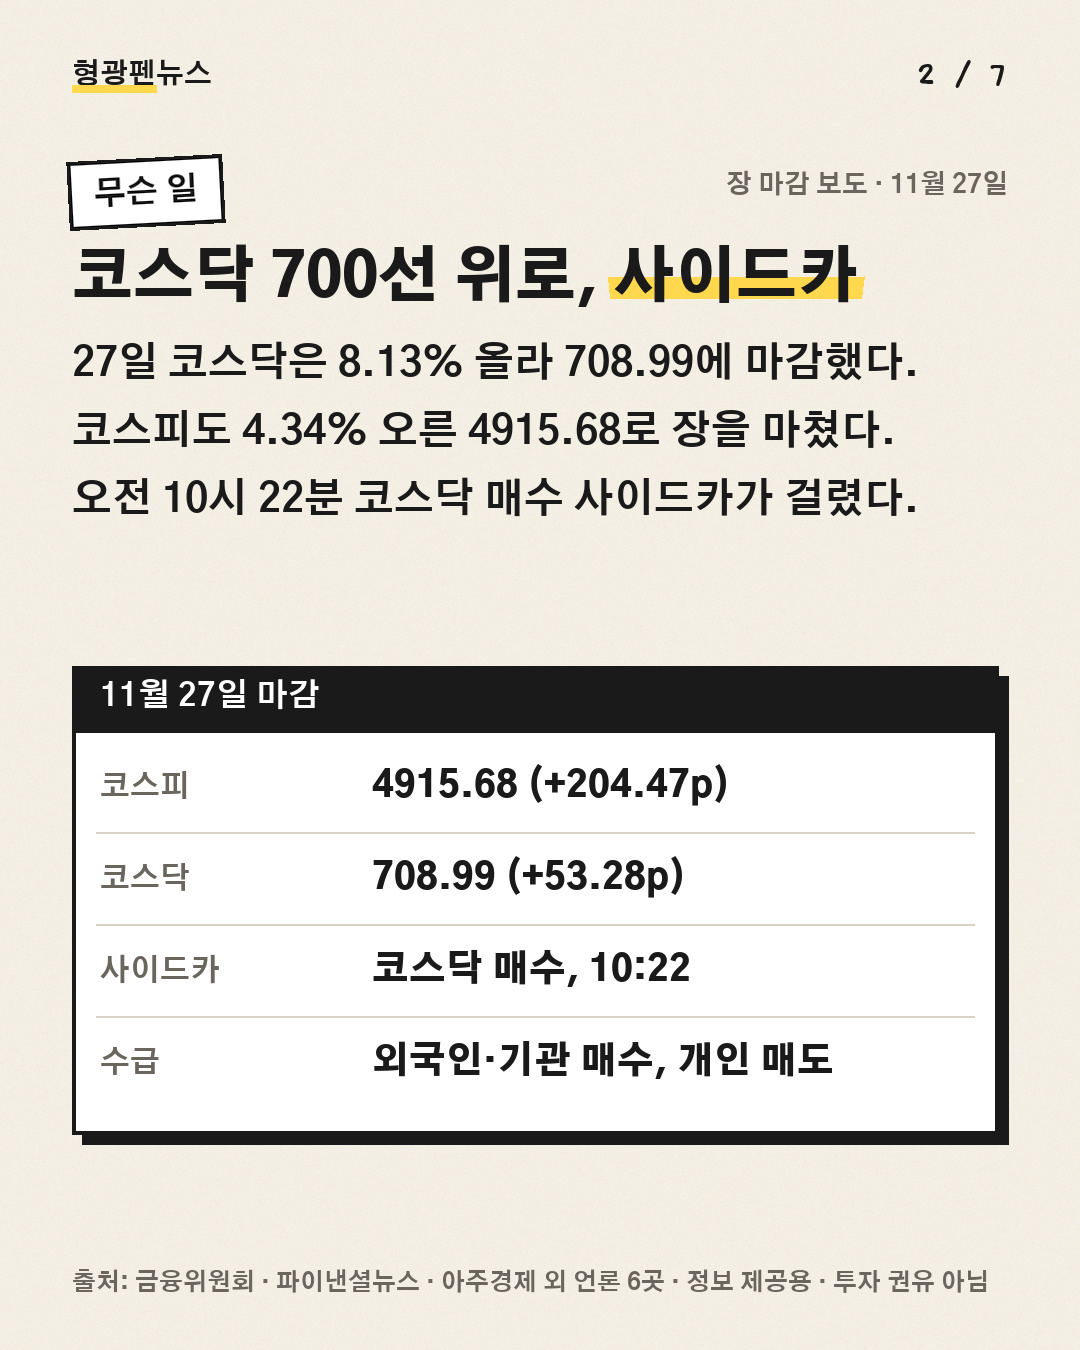 형광펜뉴스
2 / 7
무슨 일
장 마감 보도 · 11월 27일
코스닥 700선 위로, 사이드카
27일 코스닥은 8.13% 올라 708.99에 마감했다.
코스피도 4.34% 오른 4915.68로 장을 마쳤다.
오전 10시 22분 코스닥 매수 사이드카가 걸렸다.
11월 27일 마감
코스피 4915.68 (+204.47p)
코스닥 708.99 (+53.28p)
사이드카 코스닥 매수, 10:22
수급 외국인·기관 매수, 개인 매도
출처: 금융위원회 · 파이낸셜뉴스 · 아주경제 외 언론 6곳 · 정보 제공용 · 투자 권유 아님